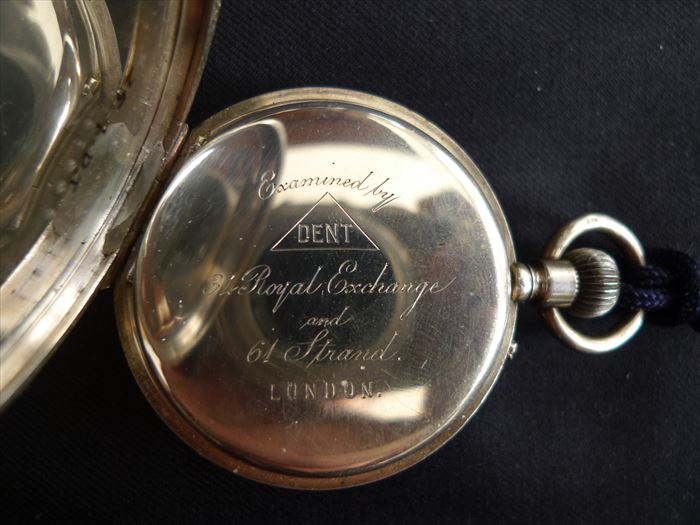 Examined by
DENT
34 Royal Exchange
and
61 Strand.
LONDON.